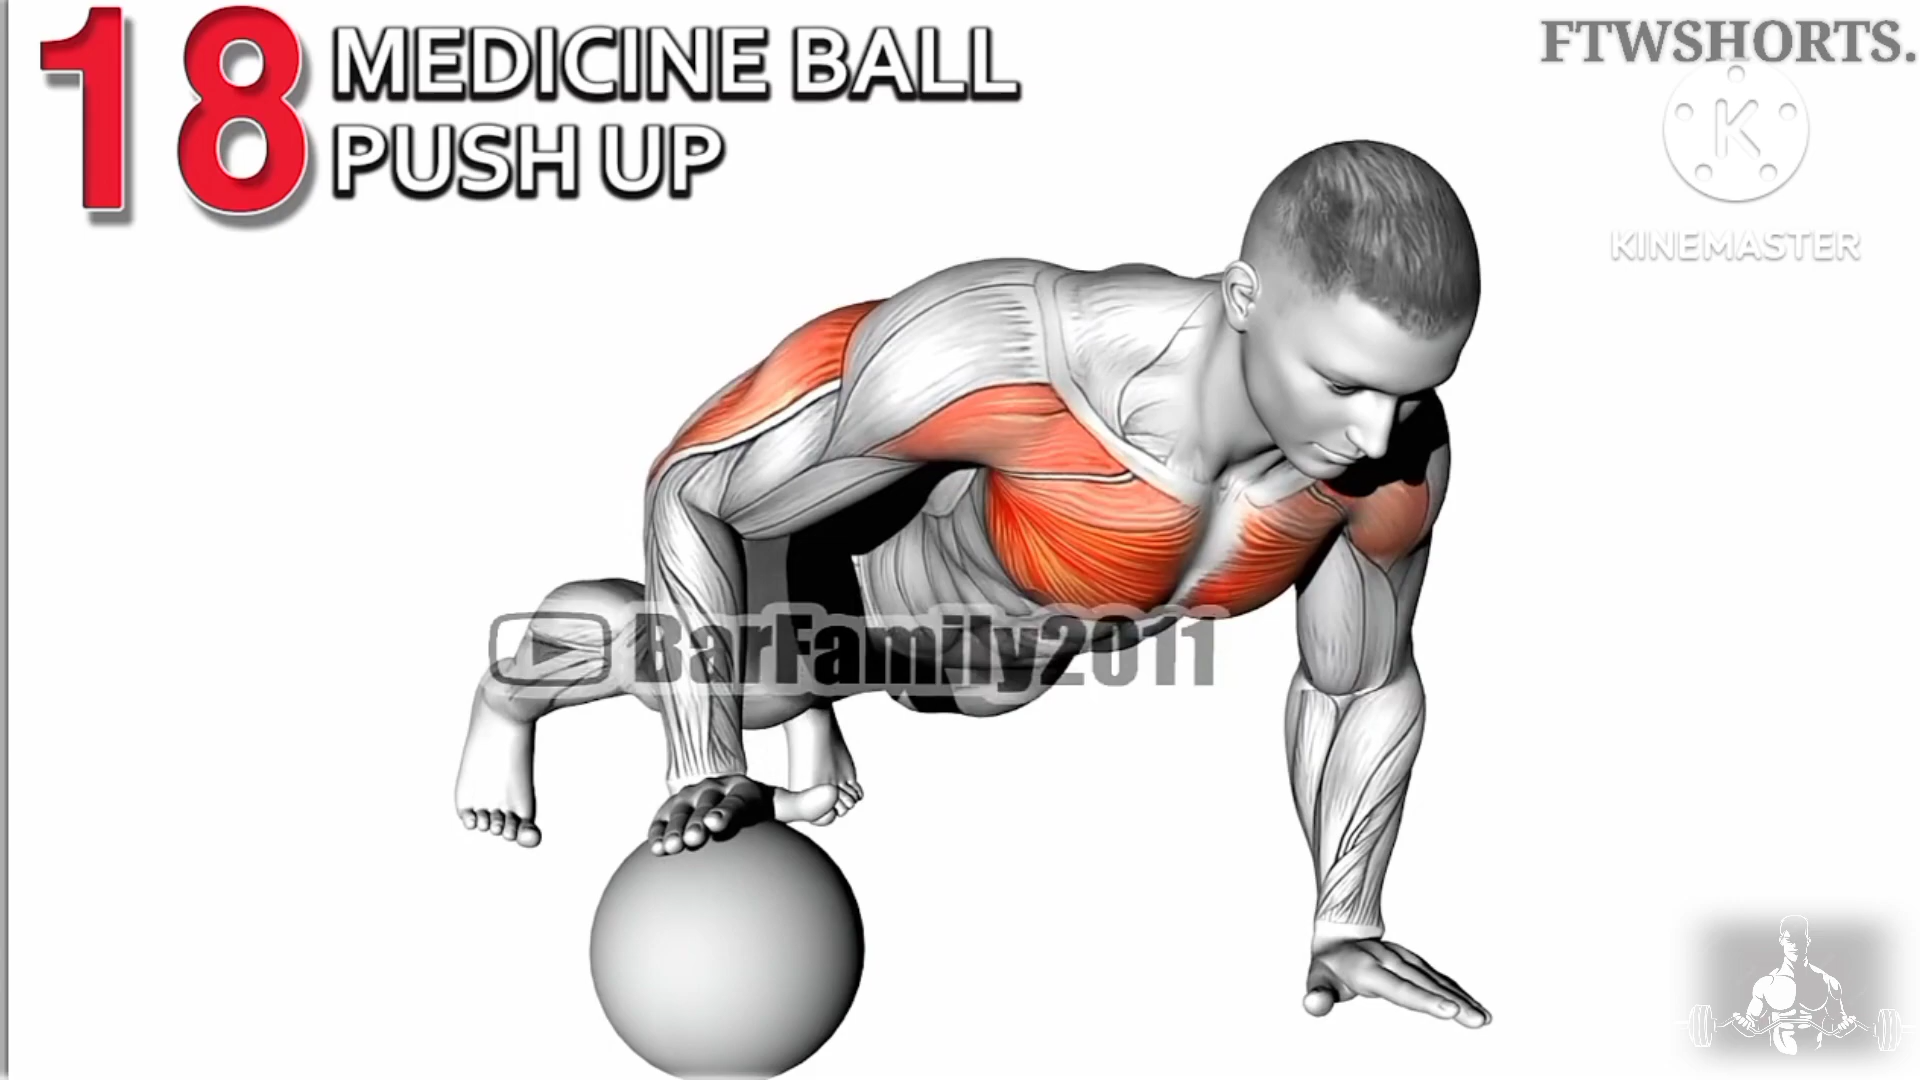 18 MEDICINE BALL
PUSH UP
FTWSHORTS.
K
KINEMASTER
BarFamily2011